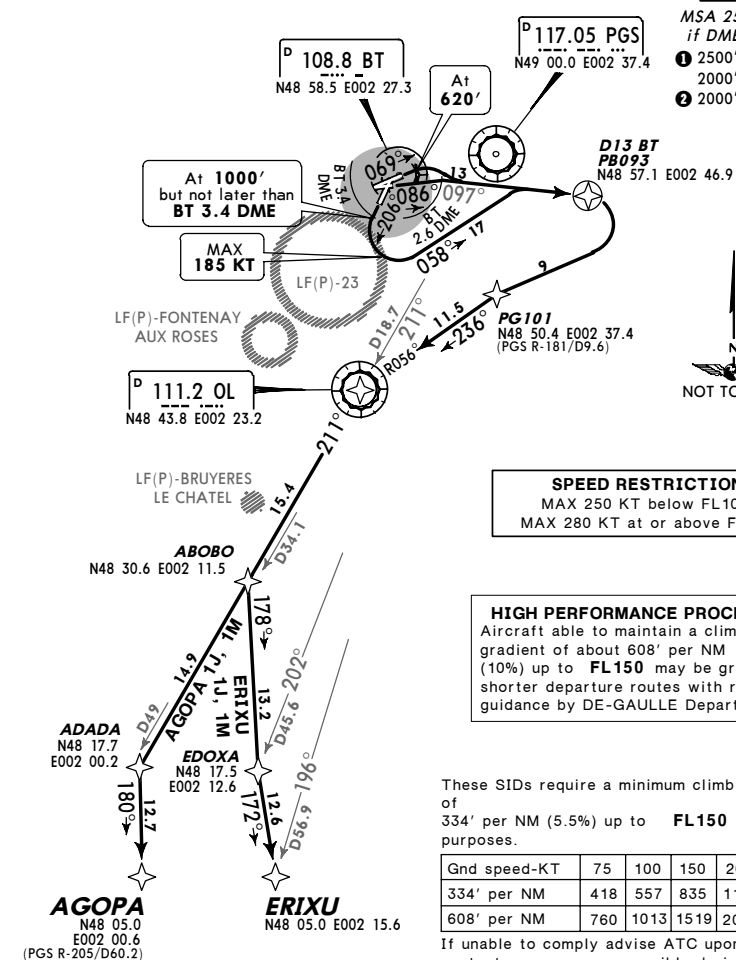 MSA 25
if DME
❶ 2500'
2000'
❷ 2000'
D 117.05 PGS
N49 00.0 E002 37.4
D 108.8 BT
N48 58.5 E002 27.3
At
620'
D13 BT
PB093
N48 57.1 E002 46.9
At 1000'
but not later than
BT 3.4 DME
BT 3.4
DME
069°
13
086°
097°
206°
BT
2.6 DME
MAX
185 KT
058°
17
LF(P)-23
9
D18.7
211°
11.5
236°
R056°
PG101
N48 50.4 E002 37.4
(PGS R-181/D9.6)
LF(P)-FONTENAY
AUX ROSES
D 111.2 OL
N48 43.8 E002 23.2
NOT TO
211°
LF(P)-BRUYERES
LE CHATEL
15.4
D34.1
SPEED RESTRICTION
MAX 250 KT below FL10
MAX 280 KT at or above F
ABOBO
N48 30.6 E002 11.5
178°
14.9
AGOPA 1J, 1M
ERIXU
1J, 1M
13.2
202°
D45.6
D49
HIGH PERFORMANCE PROC
Aircraft able to maintain a clim
gradient of about 608' per NM
(10%) up to FL150 may be gr
shorter departure routes with r
guidance by DE-GAULLE Depart
ADADA
N48 17.7
E002 00.2
EDOXA
N48 17.5
E002 12.6
196°
D56.9
180°
12.7
172°
12.6
These SIDs require a minimum climb
of
334' per NM (5.5%) up to FL150
purposes.
Gnd speed-KT 75 100 150 2
334' per NM 418 557 835 11
608' per NM 760 1013 1519 20
If unable to comply advise ATC upon
AGOPA
N48 05.0
E002 00.6
(PGS R-205/D60.2)
ERIXU
N48 05.0 E002 15.6